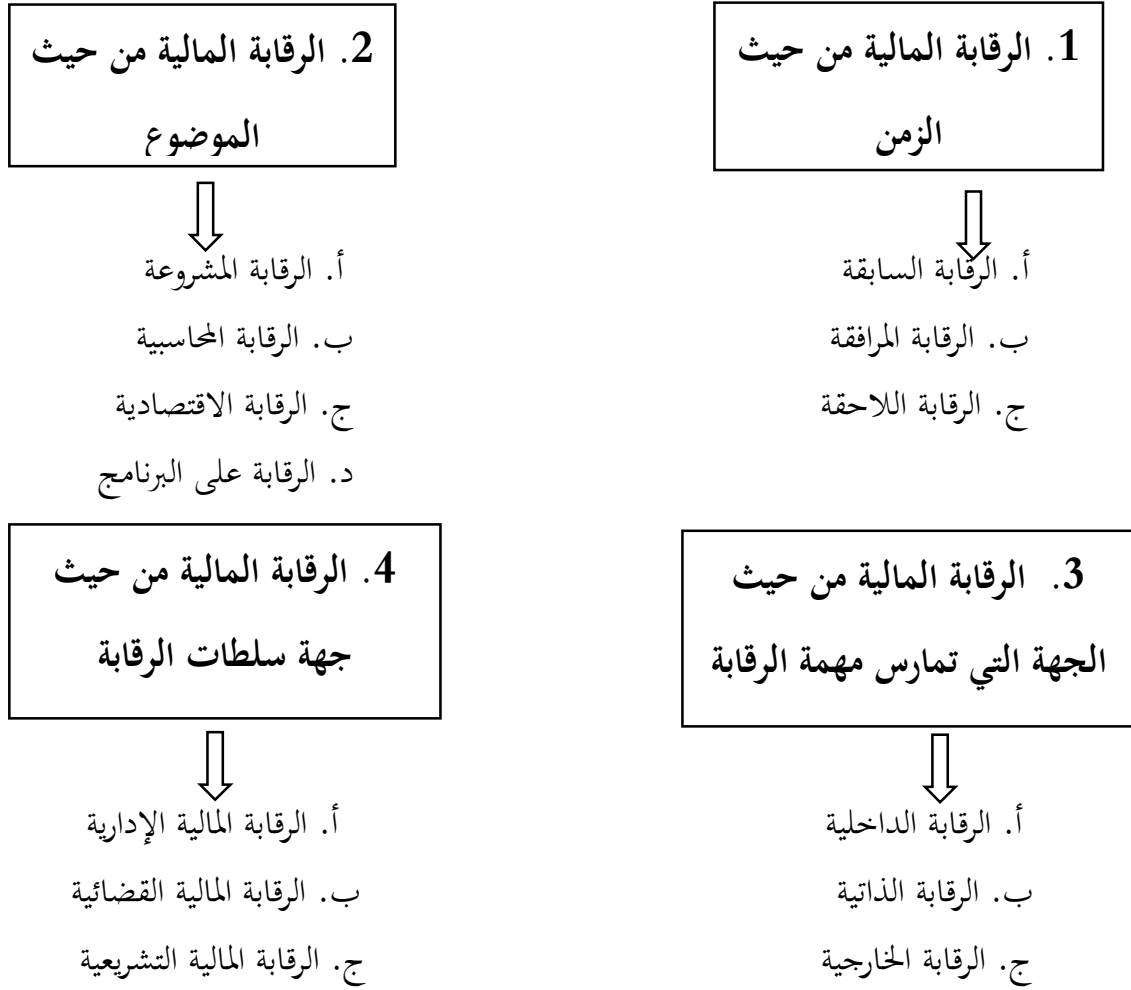 1. الرقابة المالية من حيث
الزمن
أ. الرقابة السابقة
ب. الرقابة المرافقة
ج. الرقابة اللاحقة
2. الرقابة المالية من حيث
الموضوع
أ. الرقابة المشروعة
ب. الرقابة المحاسبية
ج. الرقابة الاقتصادية
د. الرقابة على البرنامج
3. الرقابة المالية من حيث
الجهة التي تمارس مهمة الرقابة
أ. الرقابة الداخلية
ب. الرقابة الذاتية
ج. الرقابة الخارجية
4. الرقابة المالية من حيث
جهة سلطات الرقابة
أ. الرقابة المالية الإدارية
ب. الرقابة المالية القضائية
ج. الرقابة المالية التشريعية